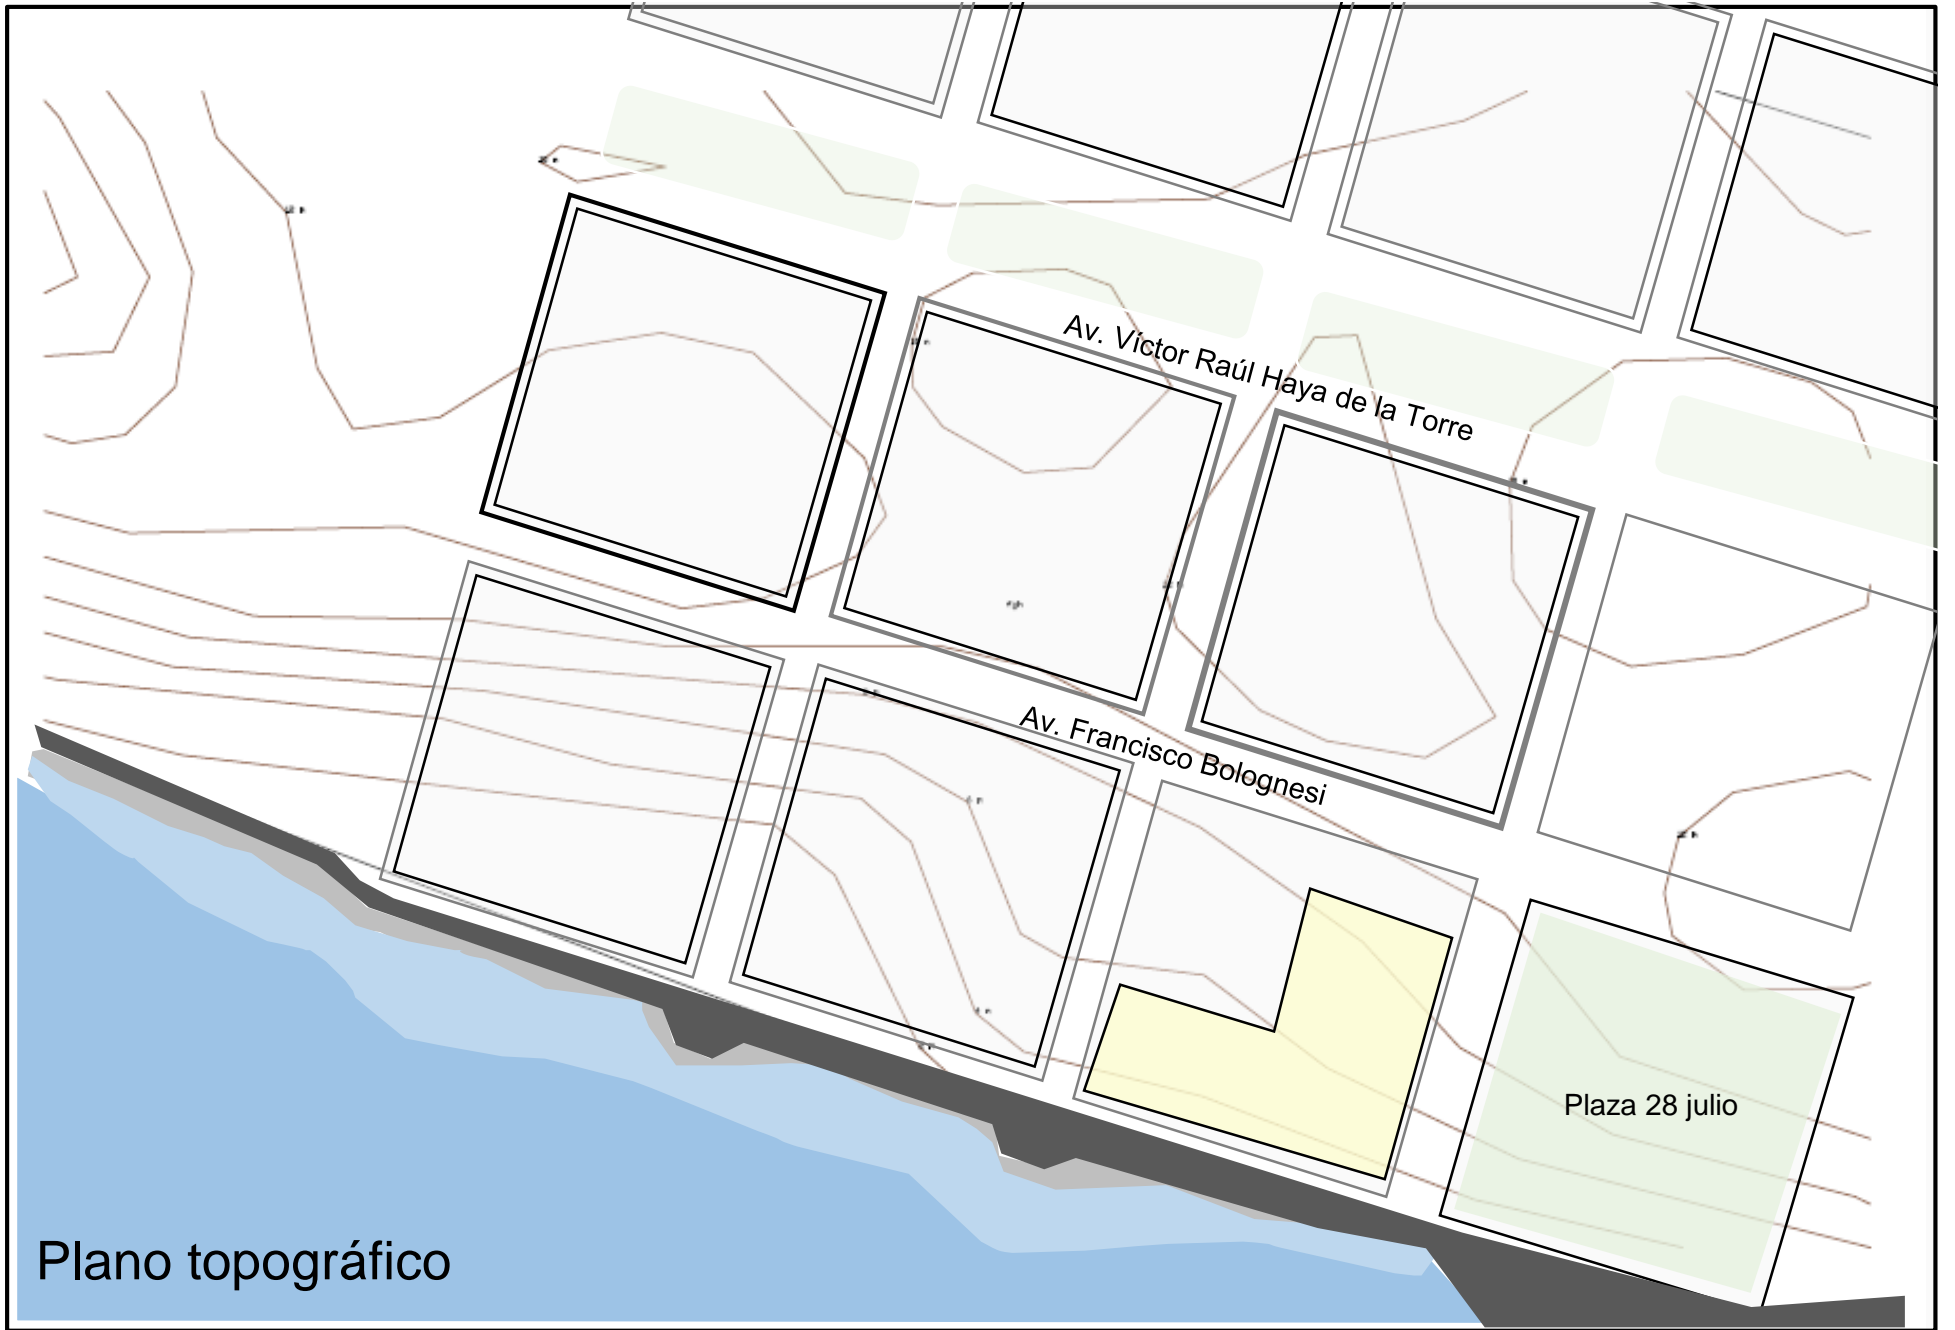 Av. Víctor Raúl Haya de la Torre
Av. Francisco Bolognesi
Plaza 28 julio
Plano topográfico